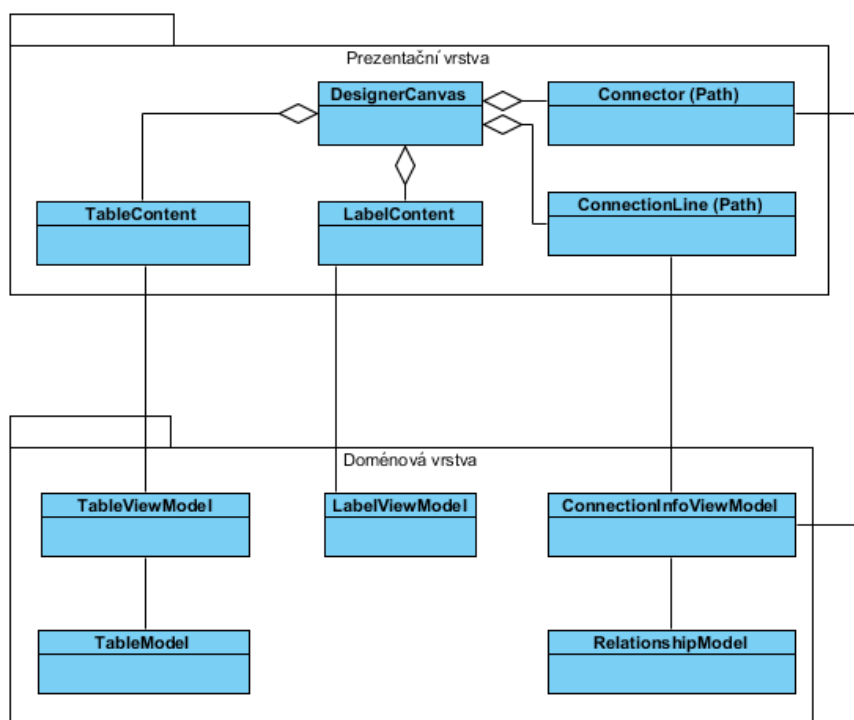 Prezentační vrstva
DesignerCanvas
Connector (Path)
TableContent
LabelContent
ConnectionLine (Path)
Doménová vrstva
TableViewModel
LabelViewModel
ConnectionInfoViewModel
TableModel
RelationshipModel